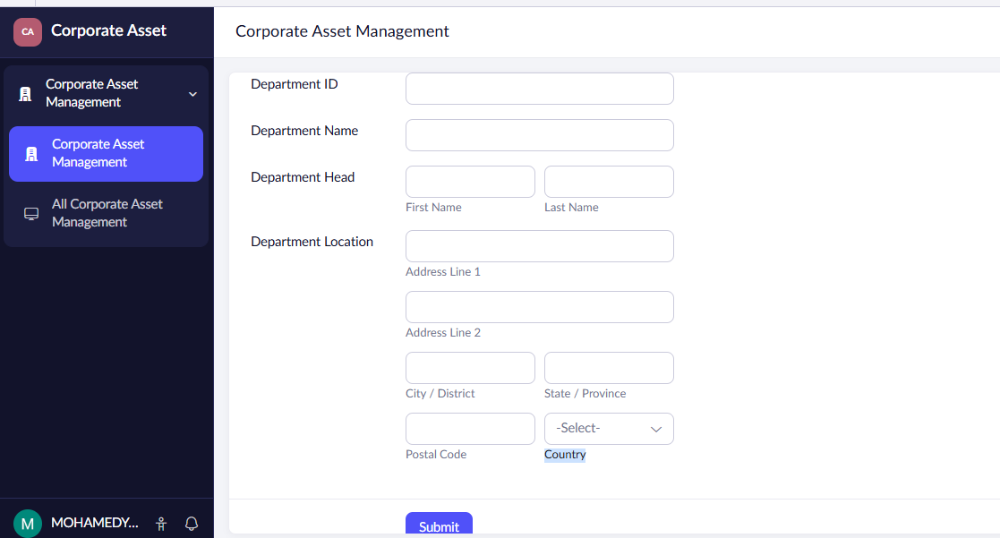 CA
Corporate Asset
Corporate Asset Management
Corporate Asset
Management
Corporate Asset
Management
All Corporate Asset
Management
Department ID
Department Name
Department Head
First Name
Last Name
Department Location
Address Line 1
Address Line 2
City / District
State / Province
-Select-
Postal Code
Country
Submit
M
MOHAMEDY...